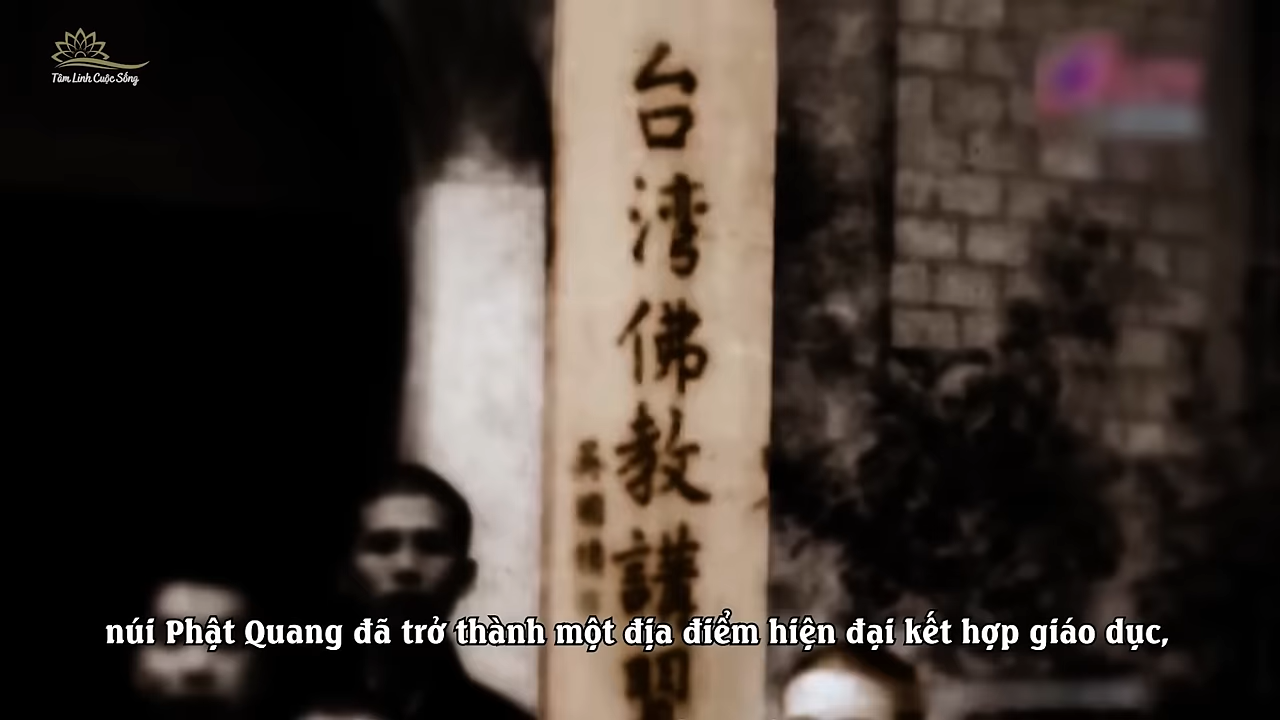 Tâm Linh Cuộc Sống
台湾佛教講習
núi Phật Quang đã trở thành một địa điểm hiện đại kết hợp giáo dục,